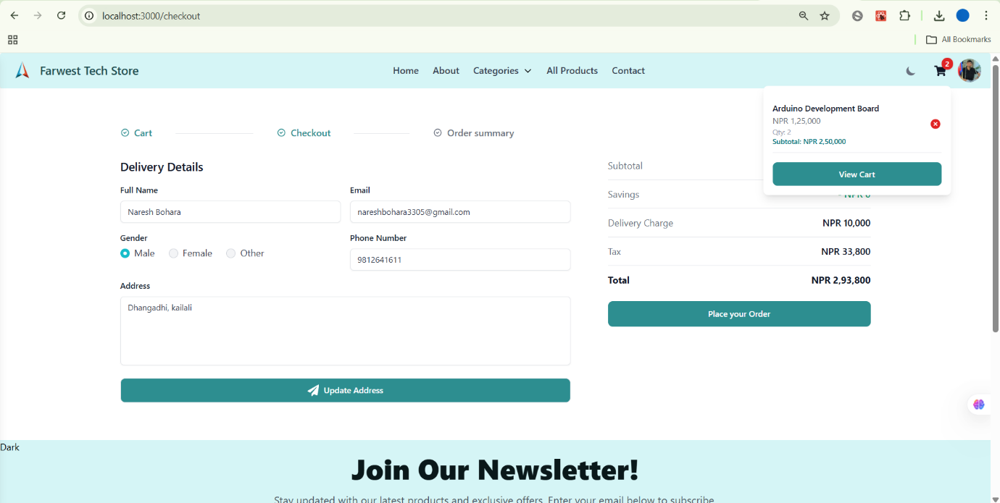 localhost:3000/checkout
All Bookmarks
Farwest Tech Store
Home About Categories All Products Contact
2
Arduino Development Board
NPR 1,25,000
Qty: 2
Subtotal: NPR 2,50,000
View Cart
Cart Checkout Order summary
Delivery Details
Full Name Email
Naresh Bohara nareshbohara3305@gmail.com
Gender Phone Number
Male Female Other
9812641611
Address
Dhangadhi, kailali
Update Address
Subtotal
Savings - NPR 0
Delivery Charge NPR 10,000
Tax NPR 33,800
Total NPR 2,93,800
Place your Order
Dark
Join Our Newsletter!
Stay updated with our latest products and exclusive offers. Enter your email below to subscribe